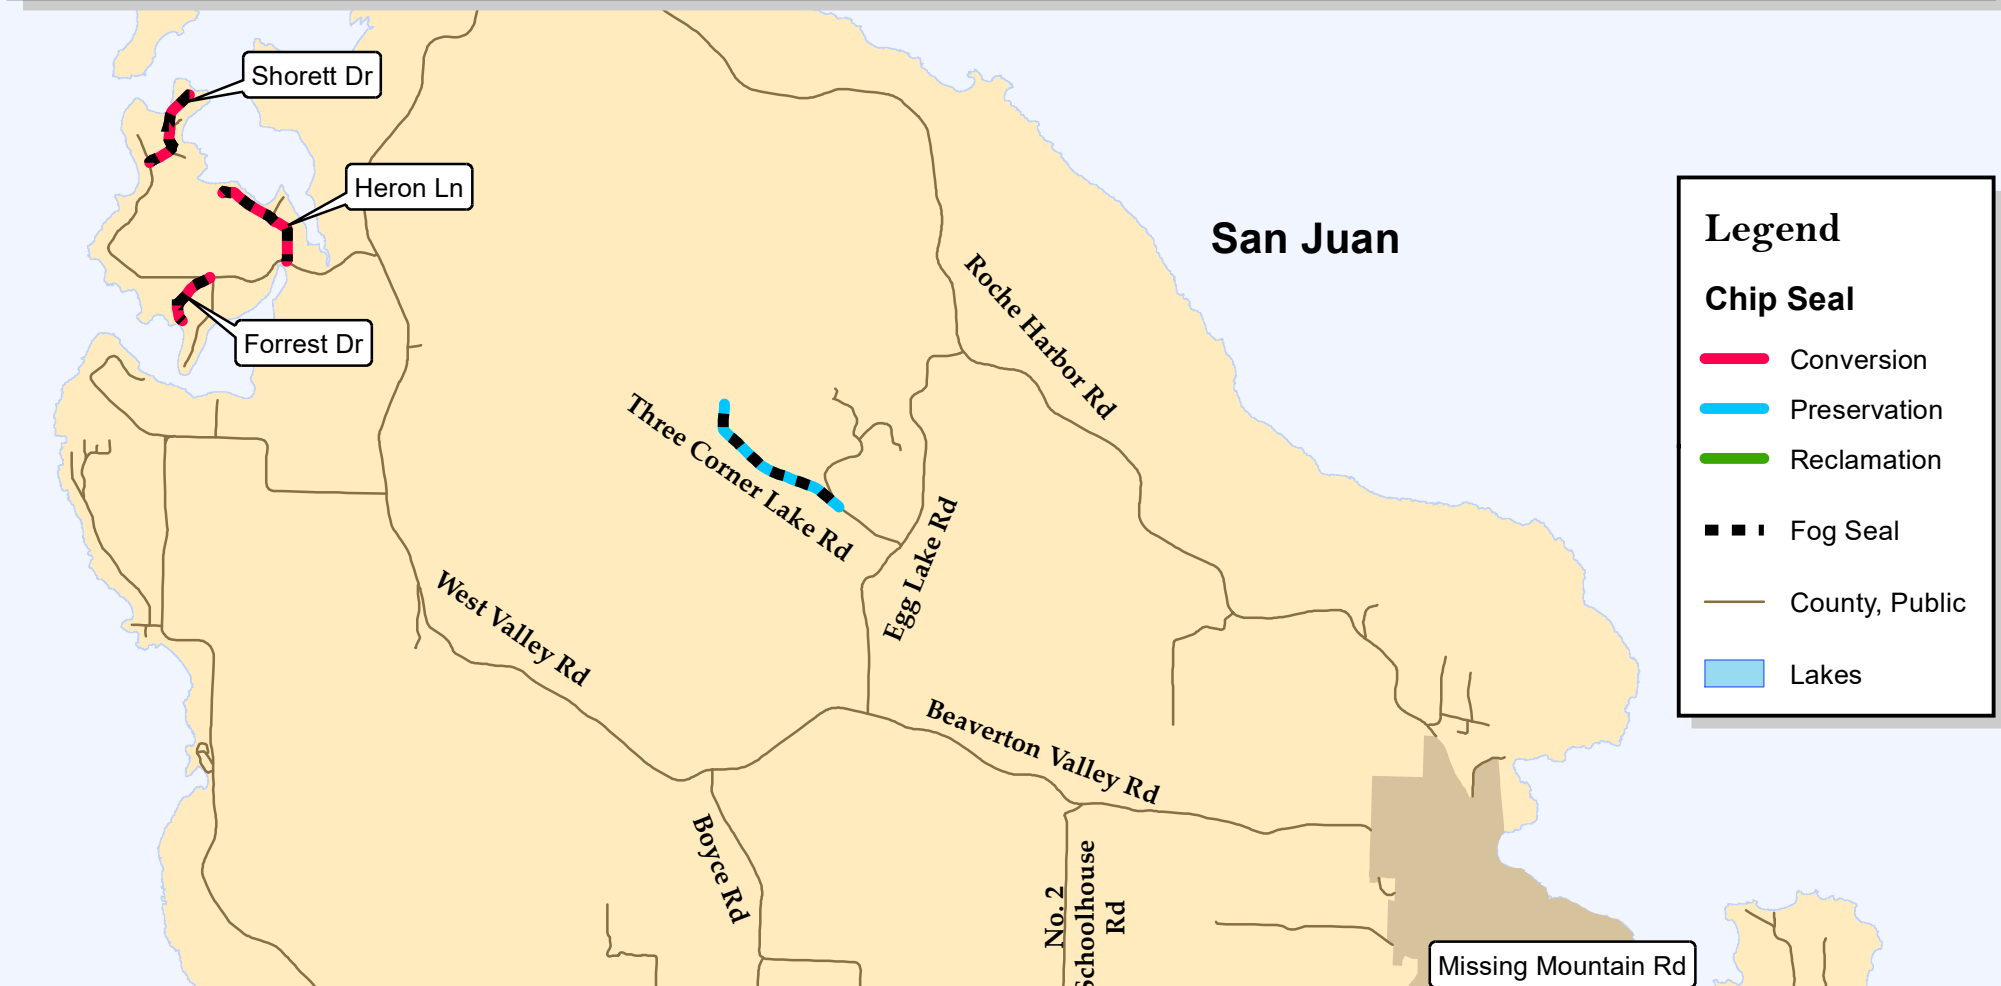 Shorett Dr
Heron Ln
Forrest Dr
San Juan
Roche Harbor Rd
Three Corner Lake Rd
Egg Lake Rd
West Valley Rd
Beaverton Valley Rd
Boyce Rd
No. 2
Schoolhouse
Rd
Missing Mountain Rd
Legend
Chip Seal
Conversion
Preservation
Reclamation
Fog Seal
County, Public
Lakes